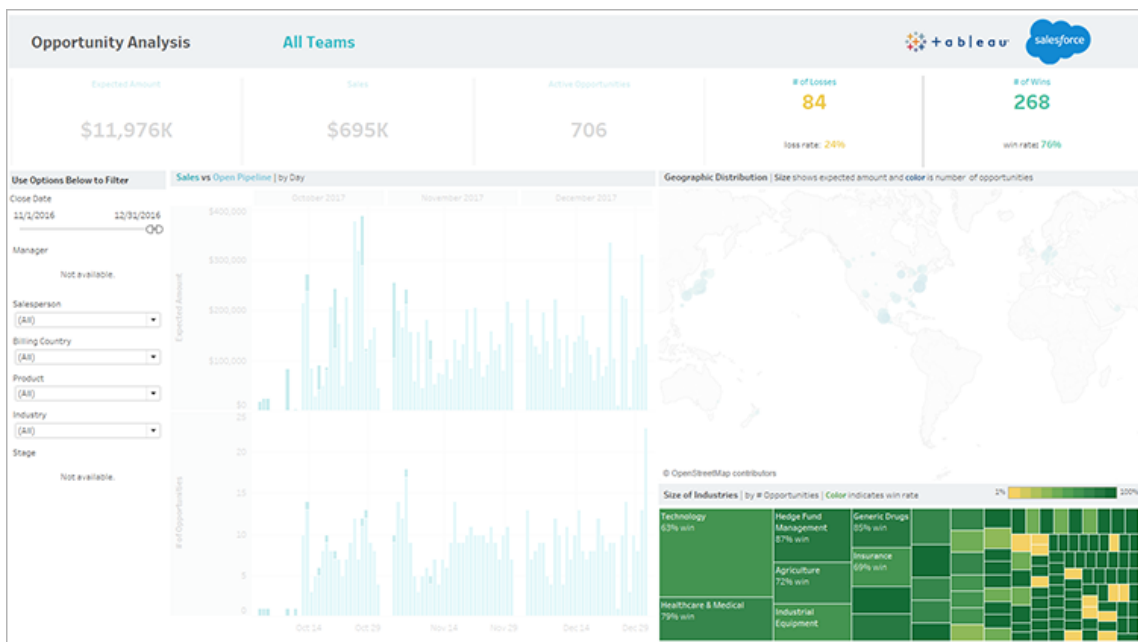 Opportunity Analysis
All Teams
+ableau
salesforce
Expected Amount
$11,976K
Sales
$695K
Active Opportunities
706
# of Losses
84
loss rate: 24%
# of Wins
268
win rate: 76%
Use Options Below to Filter
Close Date
11/1/2016 12/31/2016
Manager
Not available.
Salesperson
(All)
Billing Country
(All)
Product
(All)
Industry
(All)
Stage
Not available.
Sales vs Open Pipeline | by Day
October 2017 November 2017 December 2017
Expected Amount
$400,000
$300,000
$200,000
$100,000
$0
# of Opportunities
25
20
15
10
5
0
Oct 14 Oct 29 Nov 14 Nov 29 Dec 14 Dec 29
Geographic Distribution | Size shows expected amount and color is number of opportunities
© OpenStreetMap contributors
Size of Industries | by # Opportunities | Color indicates win rate
1% 100%
Technology
63% win
Healthcare & Medical
79% win
Hedge Fund
Management
87% win
Agriculture
72% win
Industrial
Equipment
Generic Drugs
85% win
Insurance
69% win